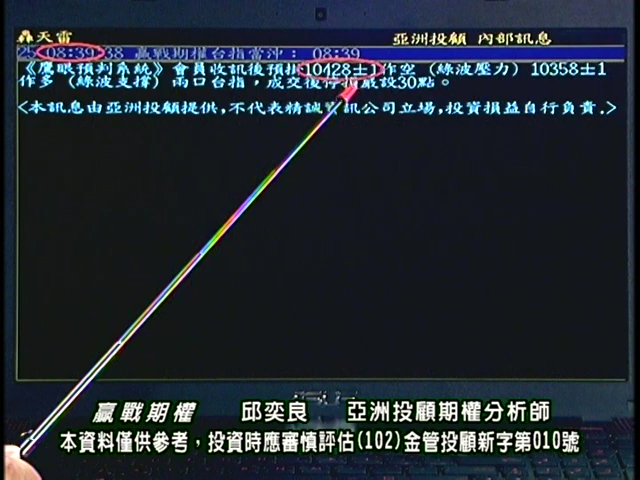 天雷 亞洲投顧 內部訊息
25 08:39:38 贏戰期權台指當沖： 08:39
《鷹眼預判系統》會員收訊後預掛10428±1作空（綠波壓力）10358±1
作多（綠波支撐）兩口台指，成交後停損嚴設30點。
<本訊息由亞洲投顧提供,不代表精誠資訊公司立場,投資損益自行負責.>
贏戰期權 邱奕良 亞洲投顧期權分析師
本資料僅供參考，投資時應審慎評估(102)金管投顧新字第010號